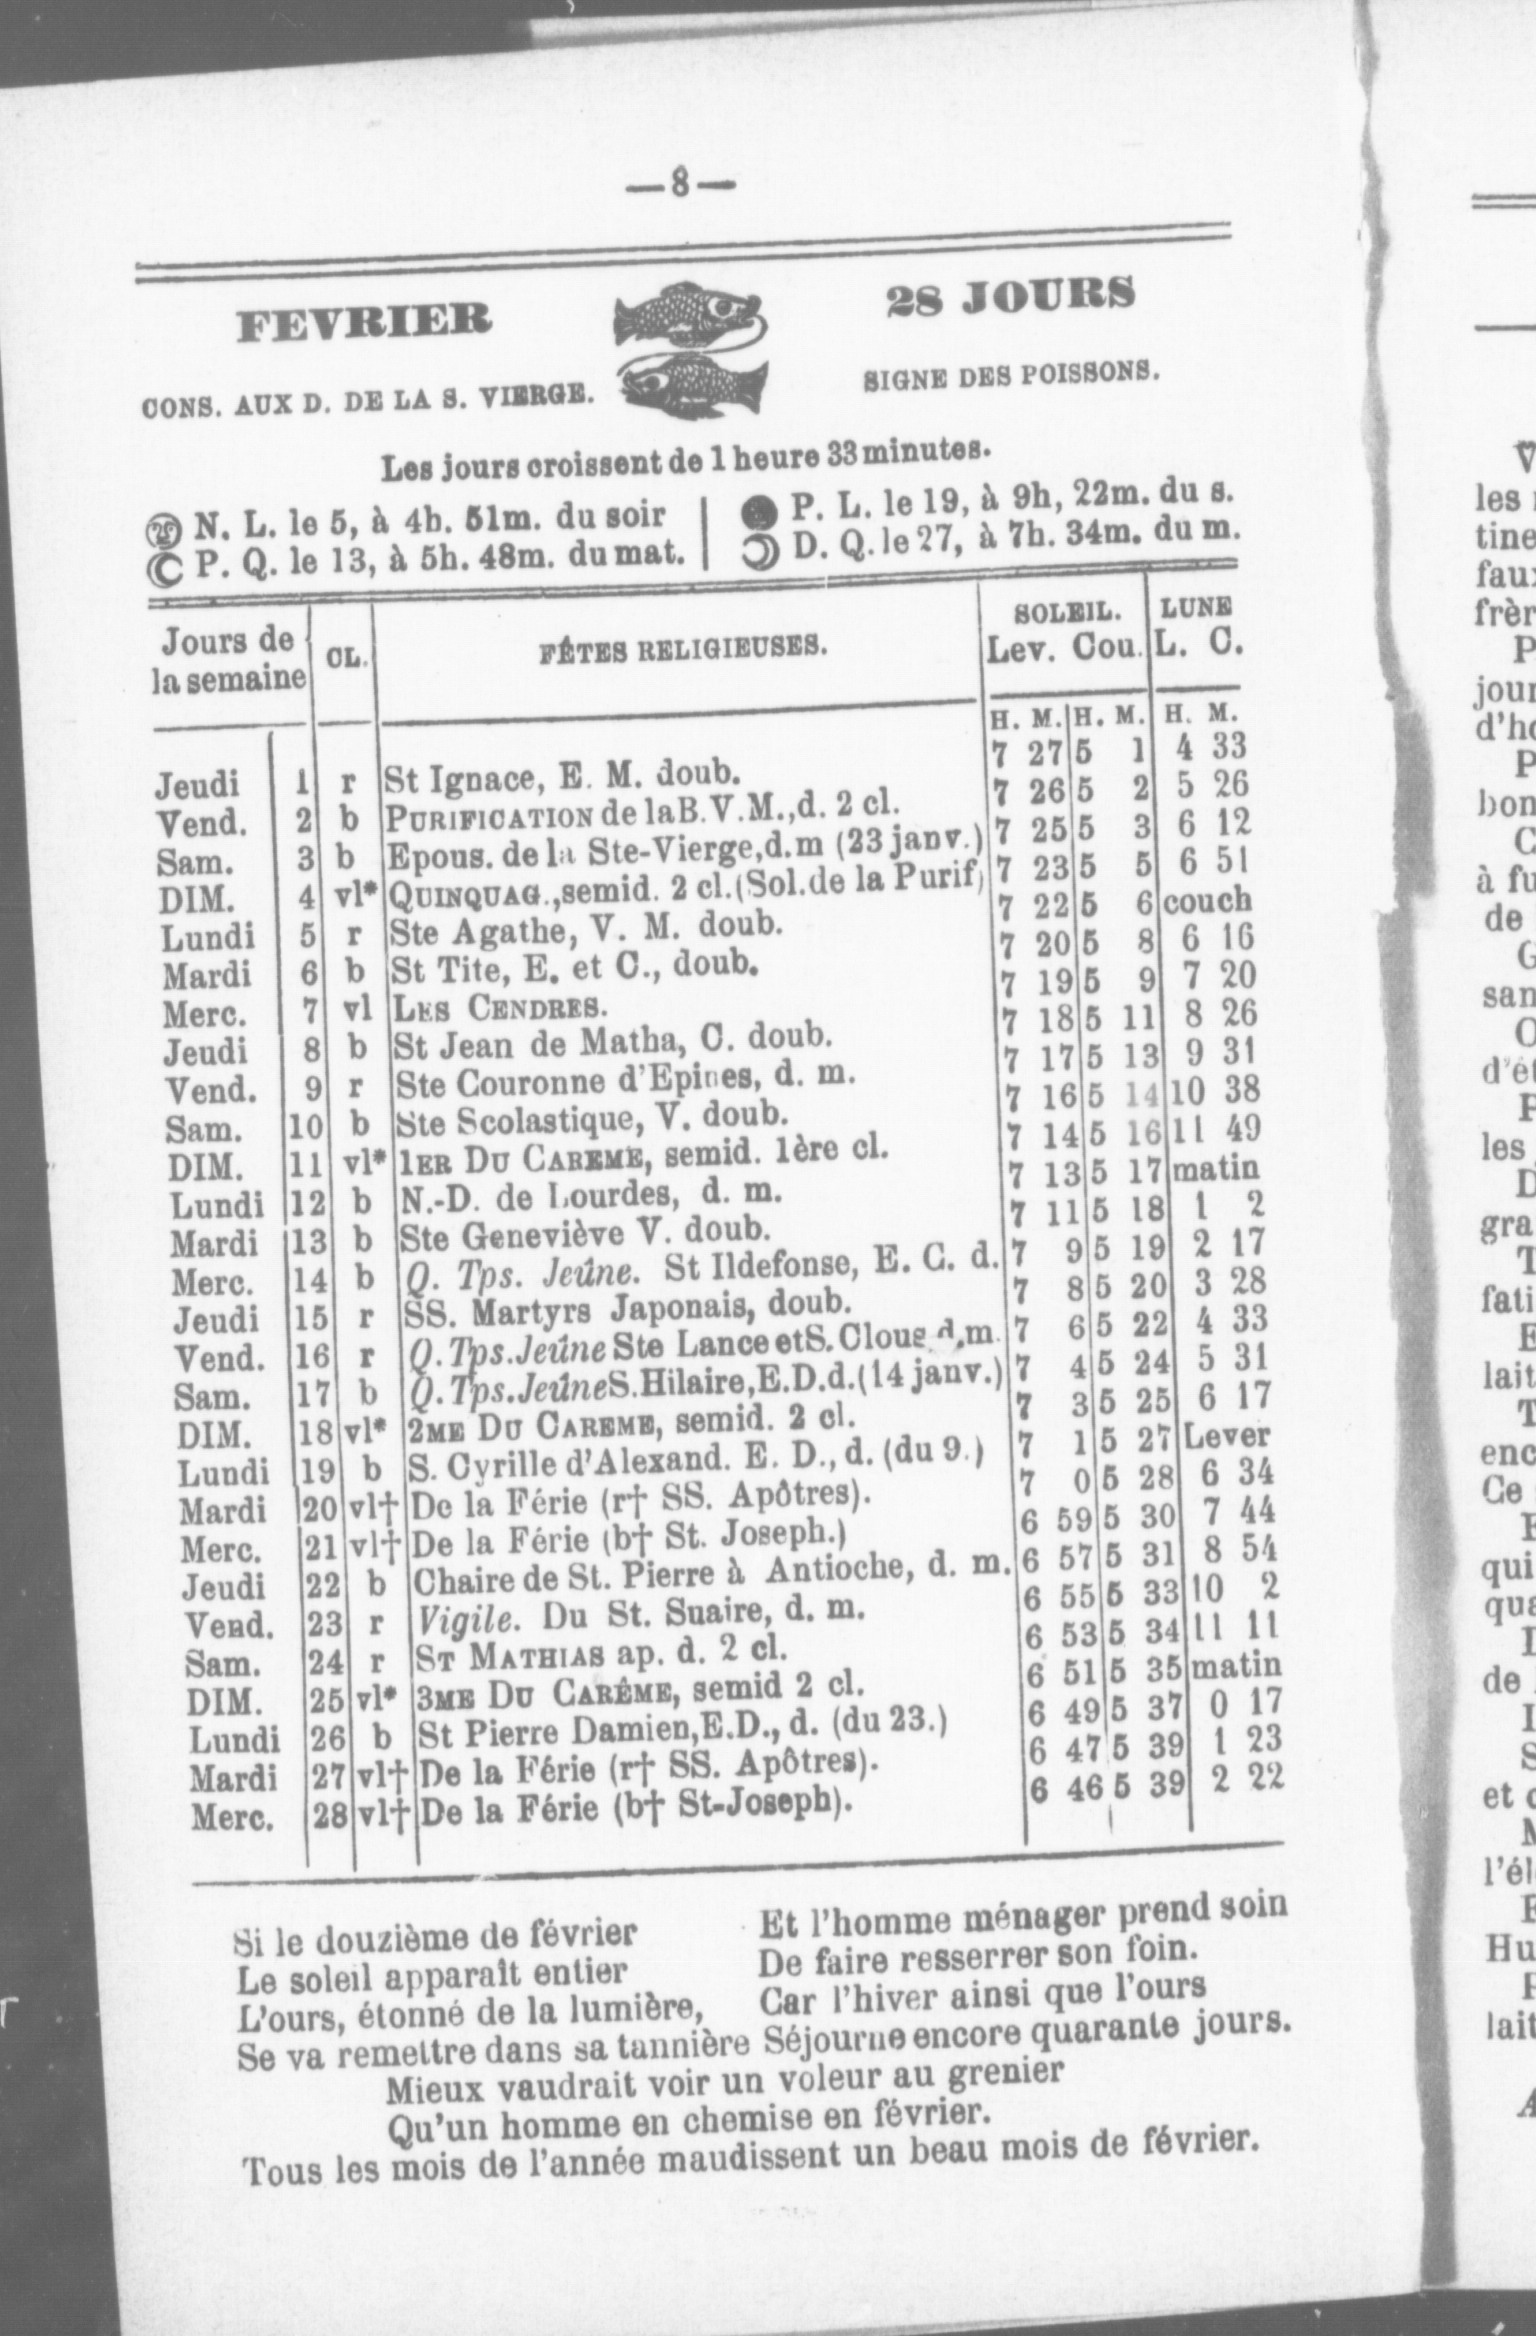 —8—
FEVRIER
28 JOURS
CONS. AUX D. DE LA S. VIERGE.
SIGNE DES POISSONS.
Les jours croissent de 1 heure 33 minutes.
N. L. le 5, à 4h. 51m. du soir
P. Q. le 13, à 5h. 48m. du mat.
P. L. le 19, à 9h, 22m. du s.
D. Q. le 27, à 7h. 34m. du m.
Jours de la semaine CL. FÊTES RELIGIEUSES. SOLEIL. LUNE
Lev. Cou. L. C.
H. M. H. M. H. M.
Jeudi 1 r St Ignace, E. M. doub. 7 27 5 1 4 33
Vend. 2 b PURIFICATION de la B. V. M., d. 2 cl. 7 26 5 2 5 26
Sam. 3 b Epous. de la Ste-Vierge, d. m (23 janv.) 7 25 5 3 6 12
DIM. 4 vl* QUINQUAG., semid. 2 cl. (Sol. de la Purif) 7 23 5 5 6 51
Lundi 5 r Ste Agathe, V. M. doub. 7 22 5 6 couch
Mardi 6 b St Tite, E. et C., doub. 7 20 5 8 6 16
Merc. 7 vl LES CENDRES. 7 19 5 9 7 20
Jeudi 8 b St Jean de Matha, C. doub. 7 18 5 11 8 26
Vend. 9 r Ste Couronne d'Epines, d. m. 7 17 5 13 9 31
Sam. 10 b Ste Scolastique, V. doub. 7 16 5 14 10 38
DIM. 11 vl* 1ER DU CAREME, semid. 1ère cl. 7 14 5 16 11 49
Lundi 12 b N.-D. de Lourdes, d. m. 7 13 5 17 matin
Mardi 13 b Ste Geneviève V. doub. 7 11 5 18 1 2
Merc. 14 b Q. Tps. Jeûne. St Ildefonse, E. C. d. 7 9 5 19 2 17
Jeudi 15 r SS. Martyrs Japonais, doub. 7 8 5 20 3 28
Vend. 16 r Q. Tps. Jeûne Ste Lance et S. Clous d. m. 7 6 5 22 4 33
Sam. 17 b Q. Tps. Jeûne S. Hilaire, E. D. d. (14 janv.) 7 4 5 24 5 31
DIM. 18 vl* 2ME DU CAREME, semid. 2 cl. 7 3 5 25 6 17
Lundi 19 b S. Cyrille d'Alexand. E. D., d. (du 9.) 7 1 5 27 Lever
Mardi 20 vl† De la Férie (r† SS. Apôtres). 7 0 5 28 6 34
Merc. 21 vl† De la Férie (b† St. Joseph.) 6 59 5 30 7 44
Jeudi 22 b Chaire de St. Pierre à Antioche, d. m. 6 57 5 31 8 54
Vend. 23 r Vigile. Du St. Suaire, d. m. 6 55 5 33 10 2
Sam. 24 r ST MATHIAS ap. d. 2 cl. 6 53 5 34 11 11
DIM. 25 vl* 3ME DU CARÊME, semid 2 cl. 6 51 5 35 matin
Lundi 26 b St Pierre Damien, E. D., d. (du 23.) 6 49 5 37 0 17
Mardi 27 vl† De la Férie (r† SS. Apôtres). 6 47 5 39 1 23
Merc. 28 vl† De la Férie (b† St-Joseph). 6 46 5 39 2 22
Si le douzième de février
Le soleil apparaît entier
L'ours, étonné de la lumière,
Se va remettre dans sa tannière
Et l'homme ménager prend soin
De faire resserrer son foin.
Car l'hiver ainsi que l'ours
Séjourne encore quarante jours.
Mieux vaudrait voir un voleur au grenier
Qu'un homme en chemise en février.
Tous les mois de l'année maudissent un beau mois de février.